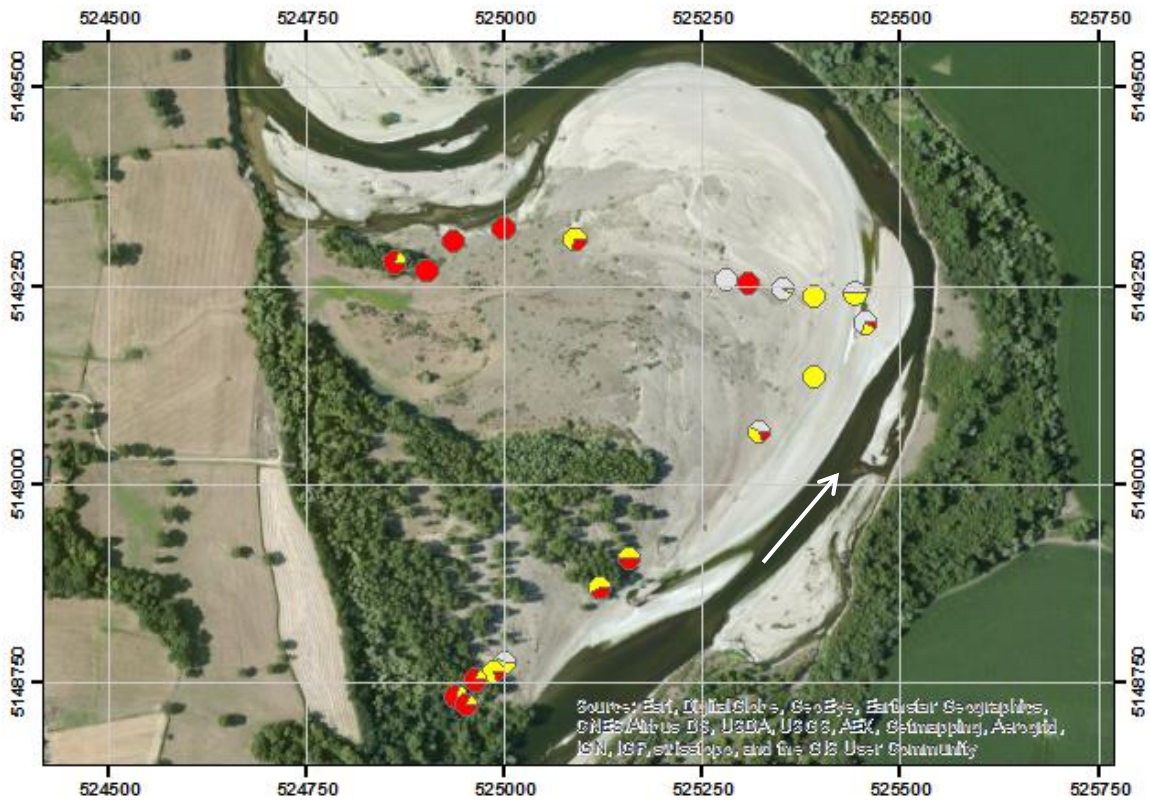 524500 524750 525000 525250 525500 525750
5149500 5149500
5149250 5149250
5149000 5149000
5148750 5148750
Source: Esri, DigitalGlobe, GeoEye, Earthstar Geographics,
CNES/Airbus DS, USDA, USGS, AEX, Getmapping, Aerogrid,
IGN, IGP, swisstopo, and the GIS User Community
524500 524750 525000 525250 525500 525750